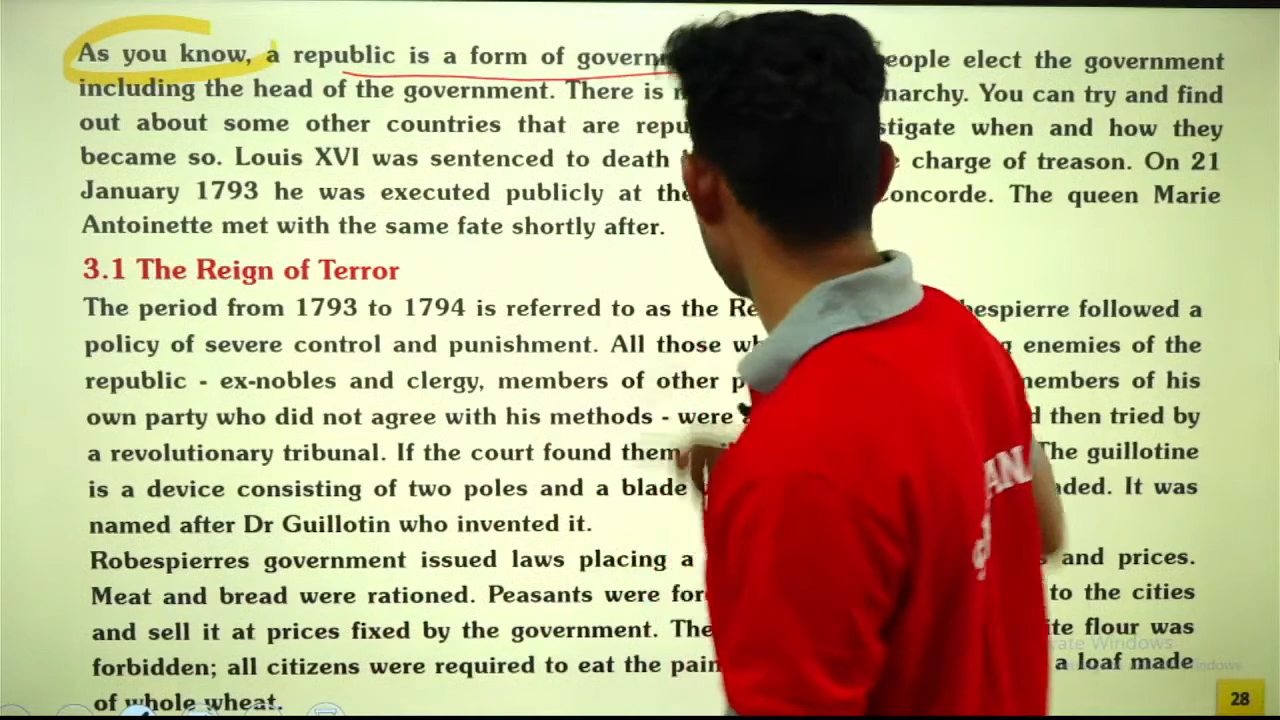 As you know, a republic is a form of govern eople elect the government
including the head of the government. There is narchy. You can try and find
out about some other countries that are repu stigate when and how they
became so. Louis XVI was sentenced to death charge of treason. On 21
January 1793 he was executed publicly at the Concorde. The queen Marie
Antoinette met with the same fate shortly after.
3.1 The Reign of Terror
The period from 1793 to 1794 is referred to as the Re bespierre followed a
policy of severe control and punishment. All those wh enemies of the
republic - ex-nobles and clergy, members of other p members of his
own party who did not agree with his methods - were then tried by
a revolutionary tribunal. If the court found them The guillotine
is a device consisting of two poles and a blade aded. It was
named after Dr Guillotin who invented it.
Robespierres government issued laws placing a and prices.
Meat and bread were rationed. Peasants were for to the cities
and sell it at prices fixed by the government. The ite flour was
forbidden; all citizens were required to eat the pain a loaf made
of whole wheat.
28